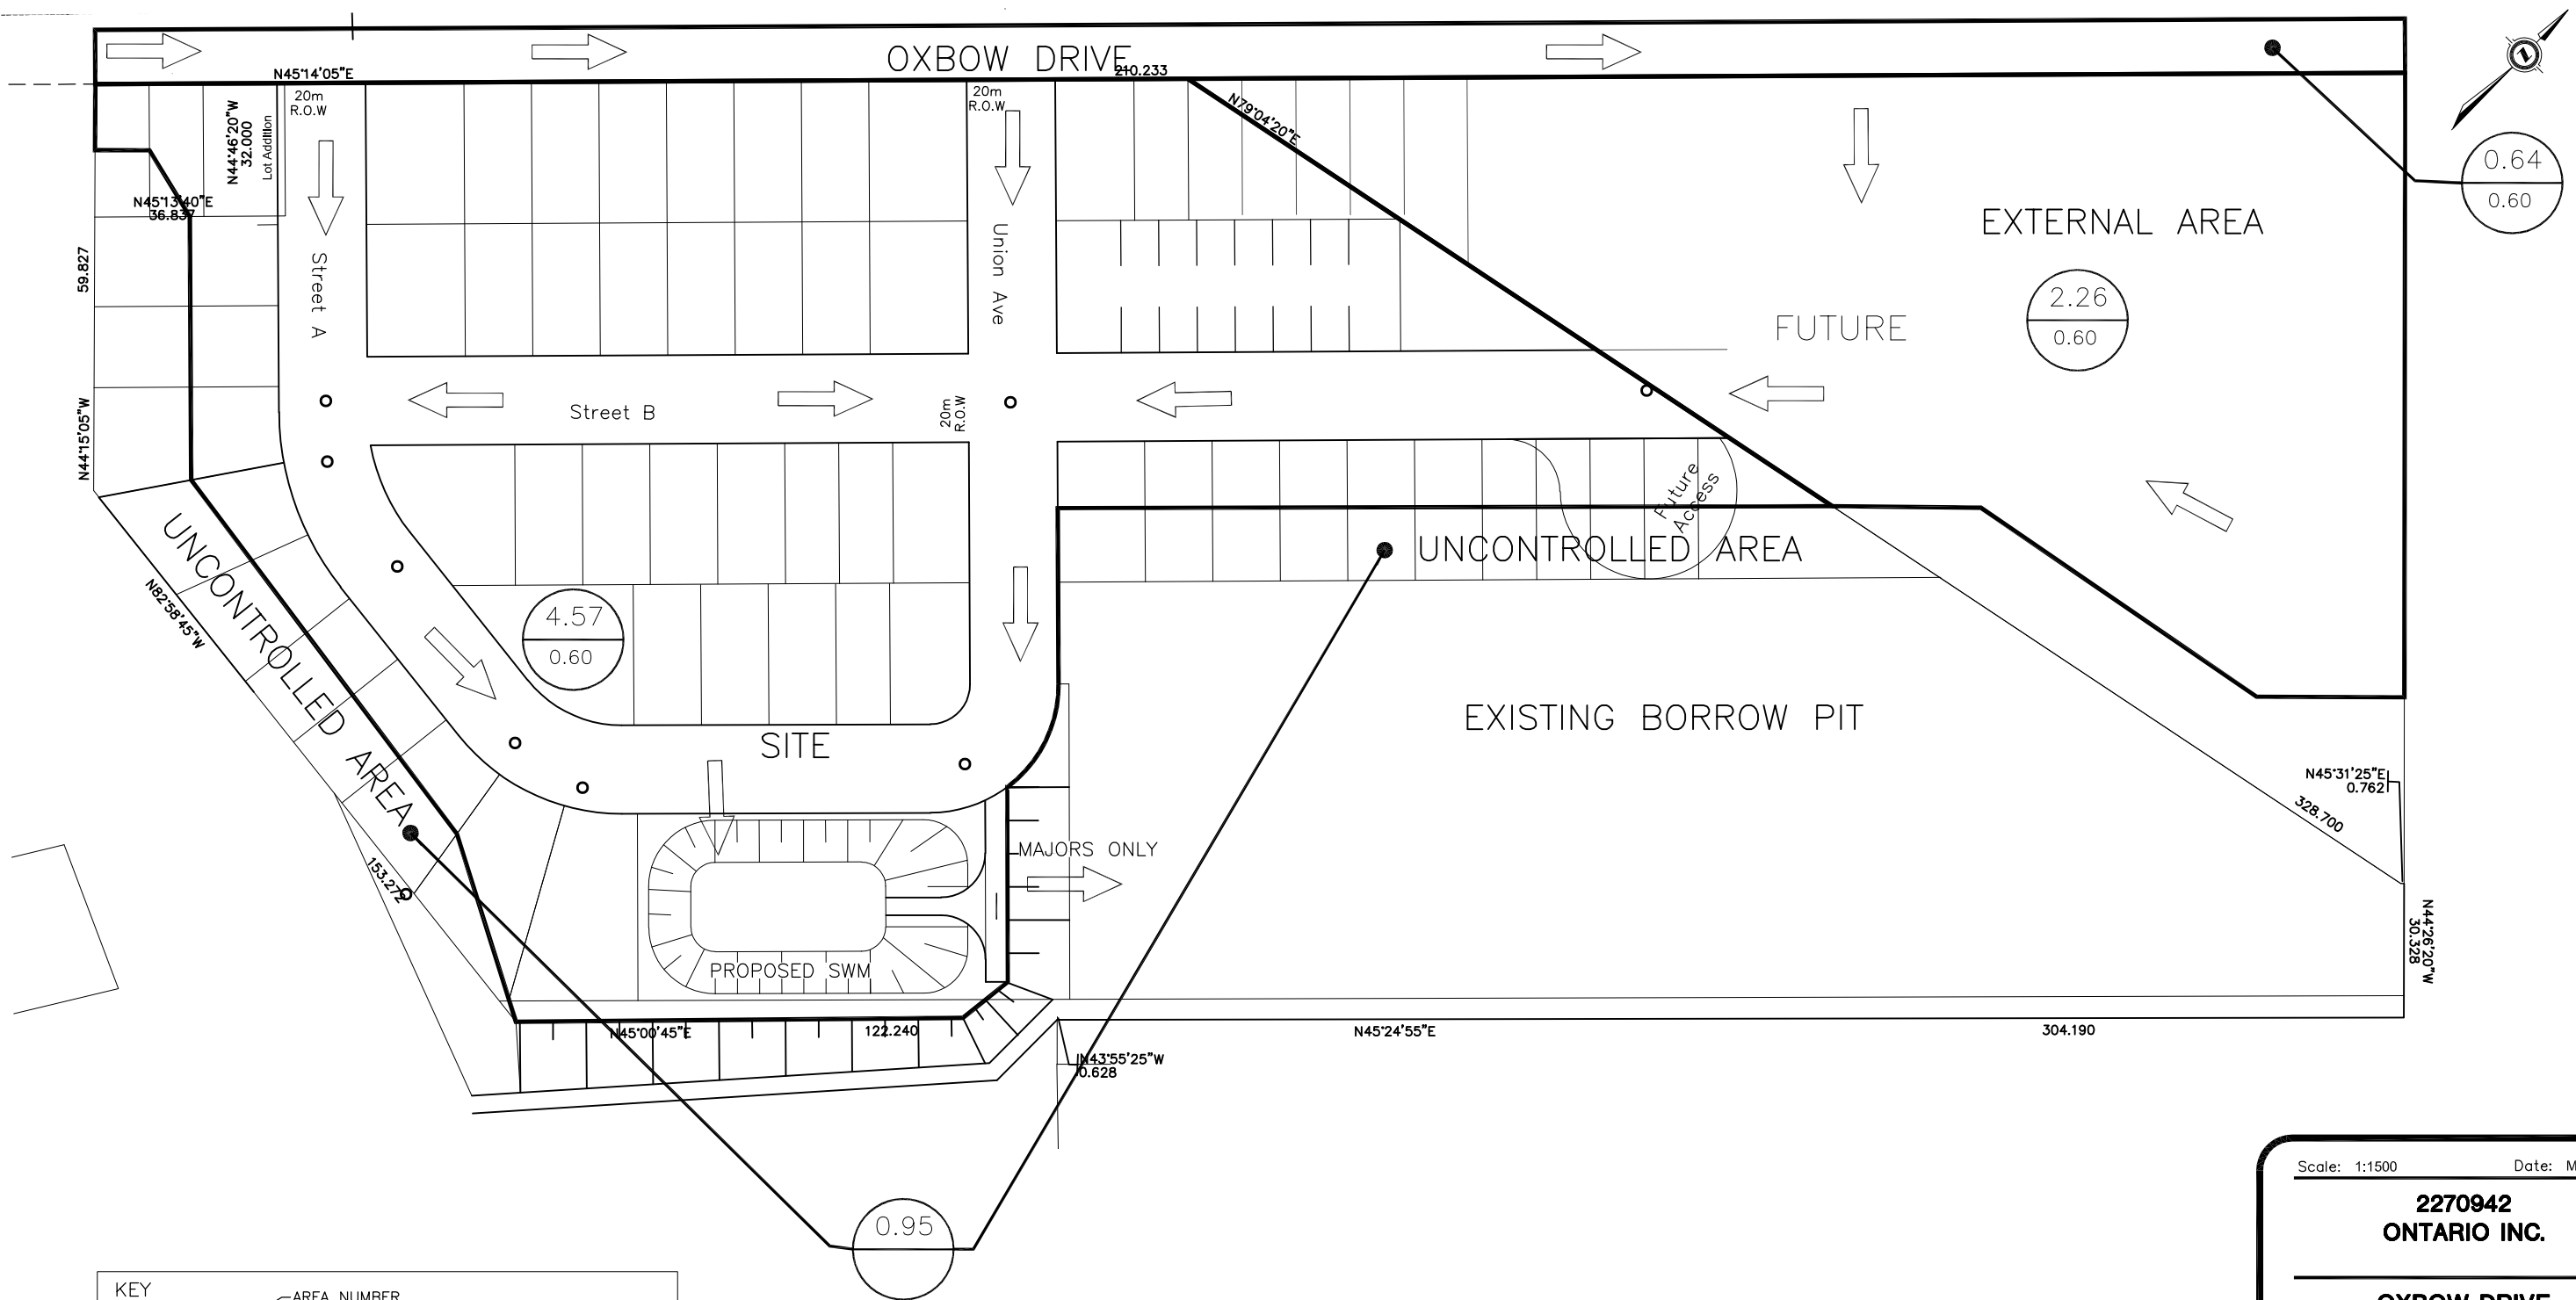 OXBOW DRIVE
N45°14'05"E
210.233
20m
R.O.W
20m
R.O.W
N44°46'20"W
32.000
Lot Addition
N79°04'20"E
0.64
0.60
N45°13'40"E
36.837
EXTERNAL AREA
59.827
Street A
Union Ave
2.26
0.60
FUTURE
Street B
20m
R.O.W
N44°15'05"W
Future
Access
UNCONTROLLED AREA
UNCONTROLLED AREA
N82°58'45"W
4.57
0.60
EXISTING BORROW PIT
SITE
N45°31'25"E
0.762
328.700
MAJORS ONLY
153.272
N44°26'20"W
30.328
PROPOSED SWM
N45°00'45"E
122.240
N45°24'55"E
304.190
N43°55'25"W
0.628
0.95
Scale: 1:1500
Date: M
2270942
ONTARIO INC.
OXBOW DRIVE
KEY
AREA NUMBER